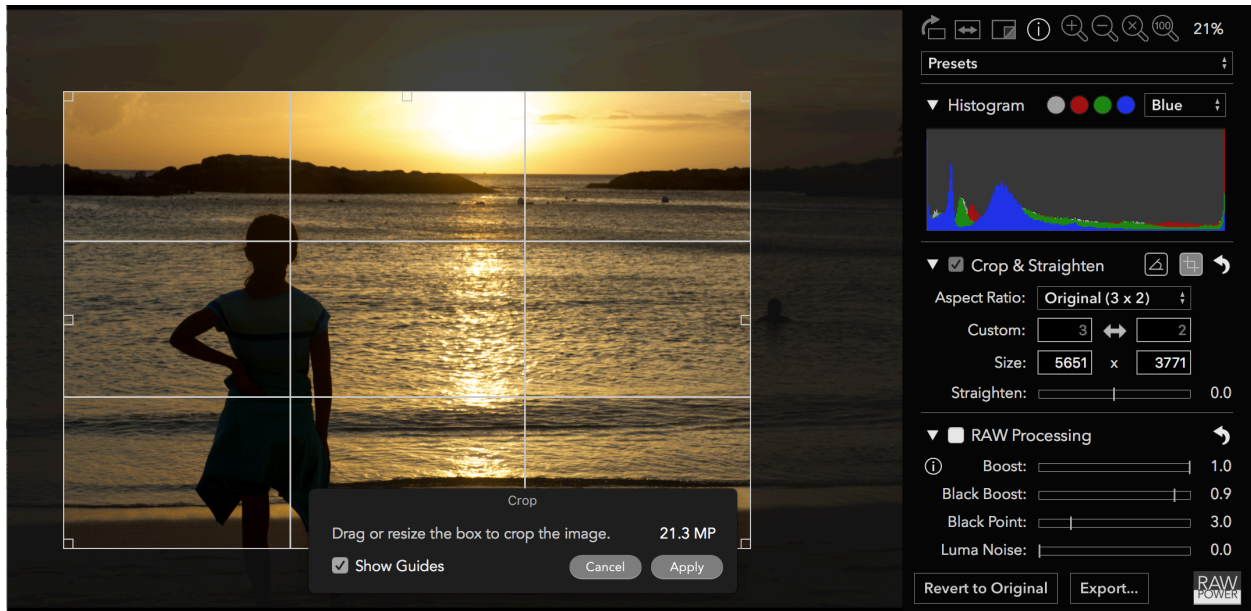 21%
Presets
Histogram Blue
Crop & Straighten
Aspect Ratio: Original (3 x 2)
Custom: 3 2
Size: 5651 x 3771
Straighten: 0.0
RAW Processing
Boost: 1.0
Black Boost: 0.9
Black Point: 3.0
Luma Noise: 0.0
Revert to Original Export...
RAW
POWER
Crop
Drag or resize the box to crop the image. 21.3 MP
Show Guides Cancel Apply
100